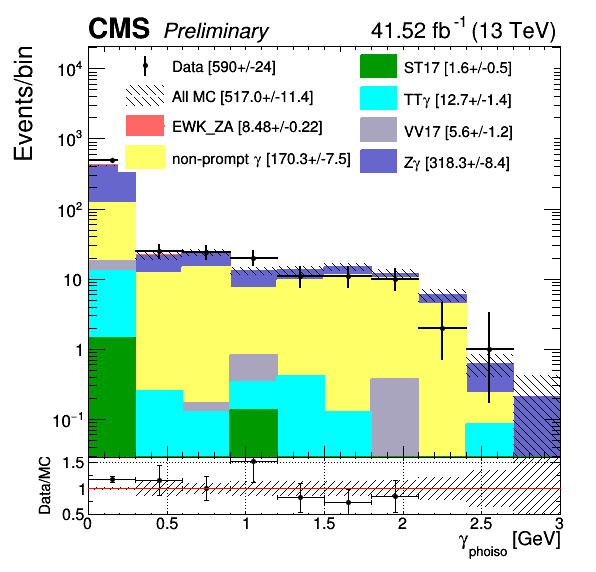 CMS Preliminary 41.52 fb⁻¹ (13 TeV)
Events/bin
Data [590+/-24]
All MC [517.0+/-11.4]
EWK_ZA [8.48+/-0.22]
non-prompt γ [170.3+/-7.5]
ST17 [1.6+/-0.5]
TTγ [12.7+/-1.4]
VV17 [5.6+/-1.2]
Zγ [318.3+/-8.4]
10⁴
10³
10²
10
1
10⁻¹
Data/MC
1.5
1
0.5
0 0.5 1 1.5 2 2.5 3
γphoiso [GeV]